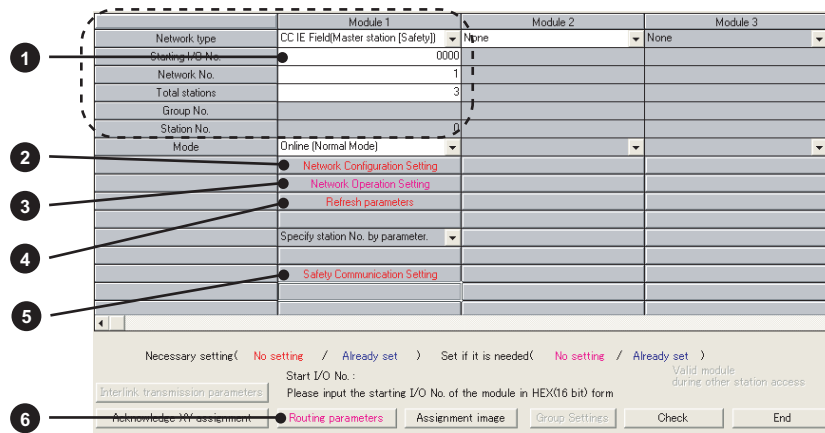 Module 1 Module 2 Module 3
Network type CC IE Field(Master station [Safety]) None None
1 Starting I/O No. 0000
Network No. 1
Total stations 3
Group No.
Station No. 0
Mode Online (Normal Mode)
2 Network Configuration Setting
3 Network Operation Setting
4 Refresh parameters
Specify station No. by parameter.
5 Safety Communication Setting
Necessary setting( No setting / Already set ) Set if it is needed( No setting / Already set )
Start I/O No. :
Valid module
during other station access
Interlink transmission parameters Please input the starting I/O No. of the module in HEX(16 bit) form
6 Acknowledge XY assignment Routing parameters Assignment image Group Settings Check End